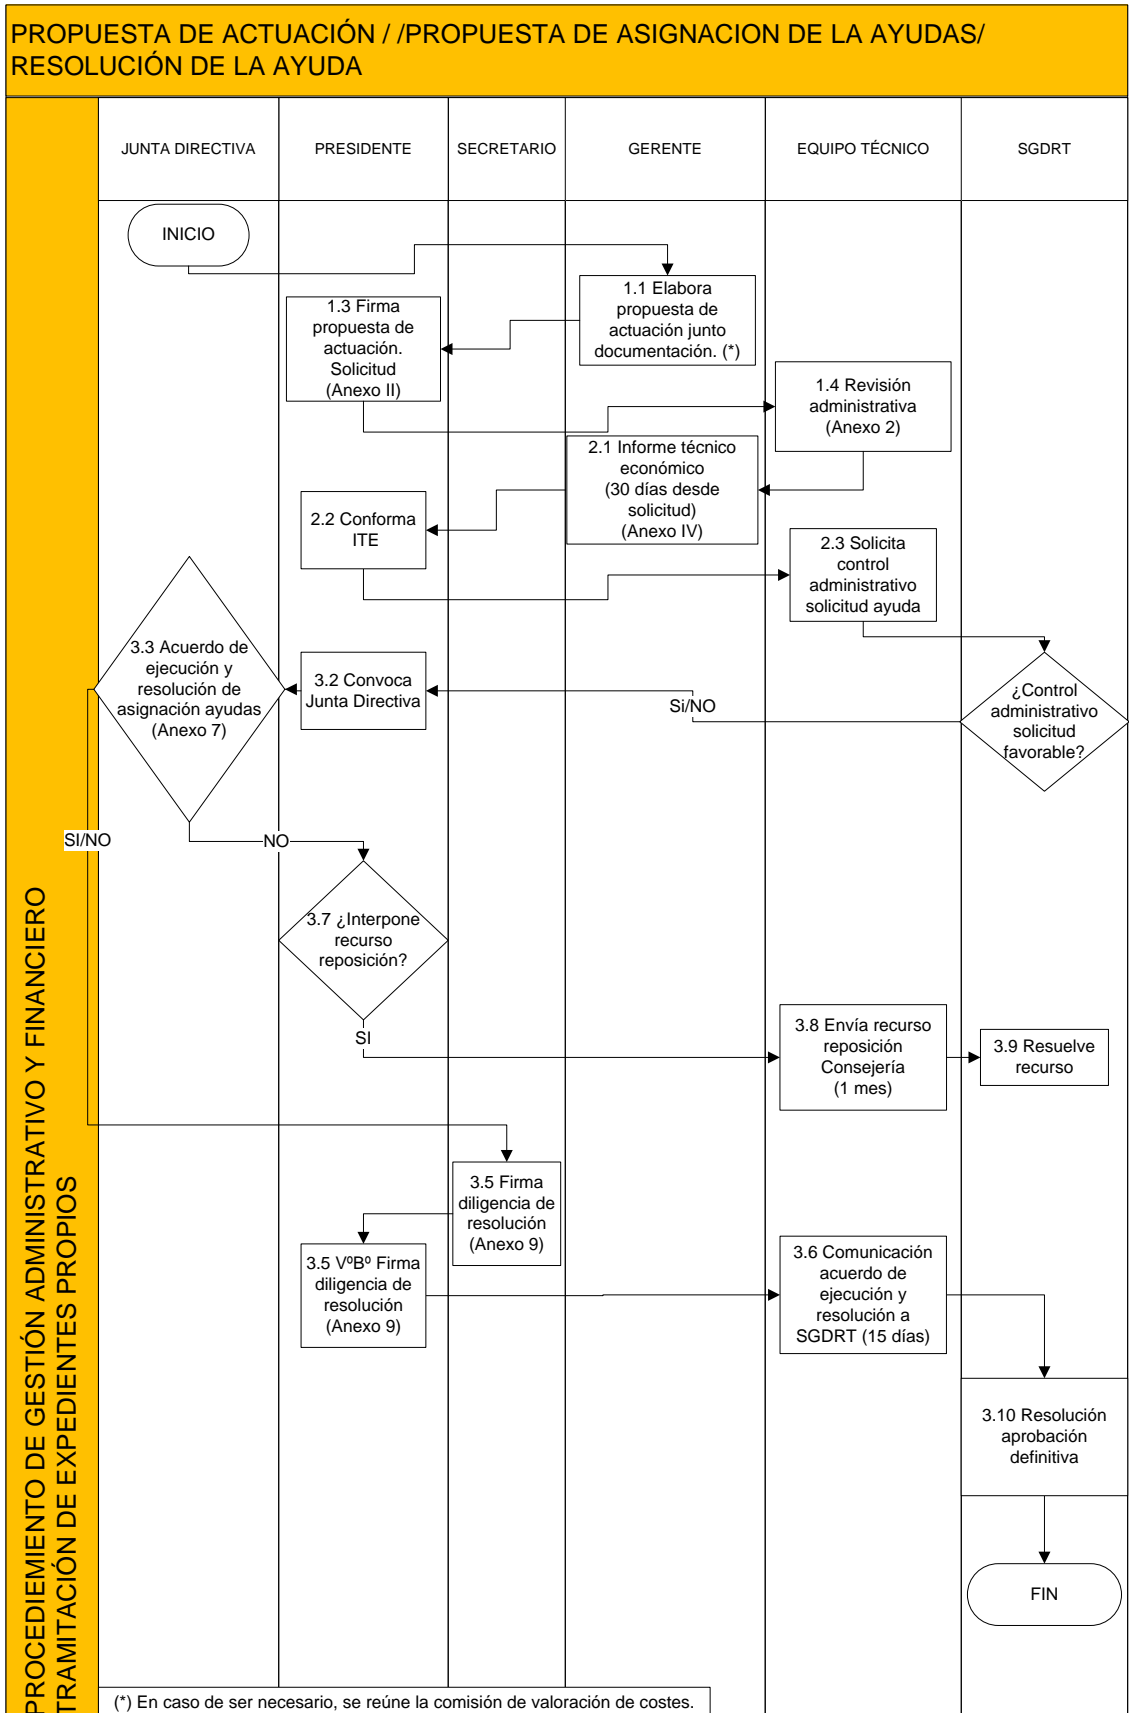 PROPUESTA DE ACTUACIÓN / /PROPUESTA DE ASIGNACION DE LA AYUDAS/
RESOLUCIÓN DE LA AYUDA
PROCEDIEMIENTO DE GESTIÓN ADMINISTRATIVO Y FINANCIERO
TRAMITACIÓN DE EXPEDIENTES PROPIOS
JUNTA DIRECTIVA
PRESIDENTE
SECRETARIO
GERENTE
EQUIPO TÉCNICO
SGDRT
INICIO
1.1 Elabora
propuesta de
actuación junto
documentación. (*)
1.3 Firma
propuesta de
actuación.
Solicitud
(Anexo II)
1.4 Revisión
administrativa
(Anexo 2)
2.1 Informe técnico
económico
(30 días desde
solicitud)
(Anexo IV)
2.2 Conforma
ITE
2.3 Solicita
control
administrativo
solicitud ayuda
¿Control
administrativo
solicitud
favorable?
Si/NO
3.2 Convoca
Junta Directiva
3.3 Acuerdo de
ejecución y
resolución de
asignación ayudas
(Anexo 7)
SI/NO
NO
3.7 ¿Interpone
recurso
reposición?
SI
3.8 Envía recurso
reposición
Consejería
(1 mes)
3.9 Resuelve
recurso
3.5 Firma
diligencia de
resolución
(Anexo 9)
3.5 VºBº Firma
diligencia de
resolución
(Anexo 9)
3.6 Comunicación
acuerdo de
ejecución y
resolución a
SGDRT (15 días)
3.10 Resolución
aprobación
definitiva
FIN
(*) En caso de ser necesario, se reúne la comisión de valoración de costes.